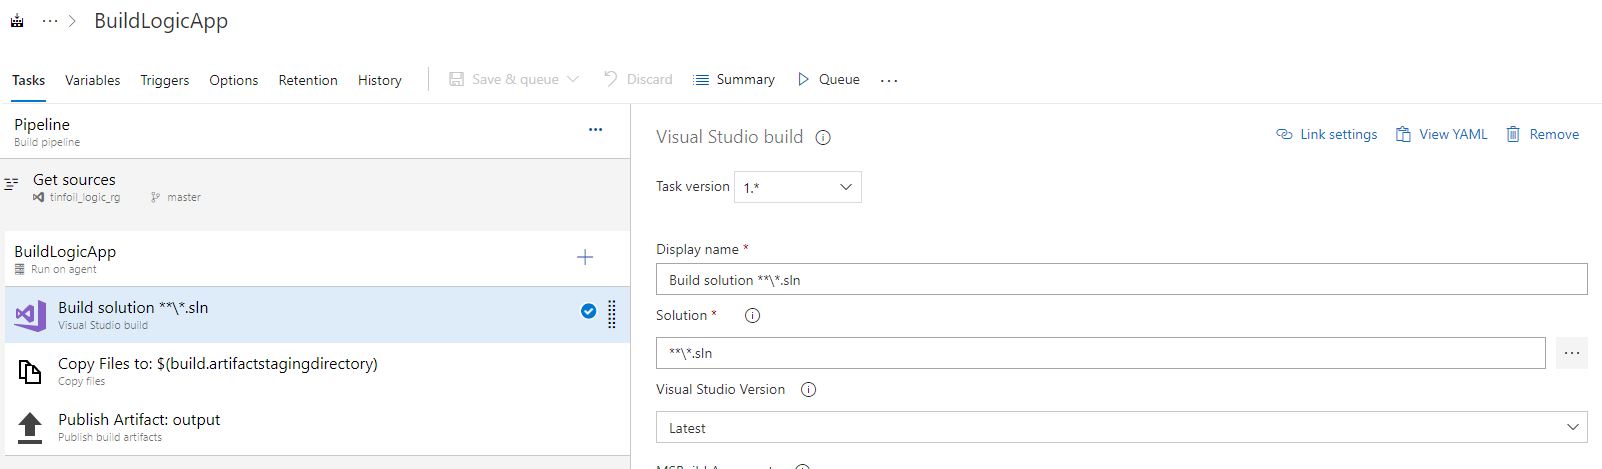 ... > BuildLogicApp
Tasks Variables Triggers Options Retention History Save & queue Discard Summary Queue ...
Pipeline ...
Build pipeline
Get sources
tinfoil_logic_rg master
BuildLogicApp
Run on agent
Build solution **\*.sln
Visual Studio build
Copy Files to: $(build.artifactstagingdirectory)
Copy files
Publish Artifact: output
Publish build artifacts
Visual Studio build
Link settings View YAML Remove
Task version 1.*
Display name *
Build solution **\*.sln
Solution *
**\*.sln
...
Visual Studio Version
Latest